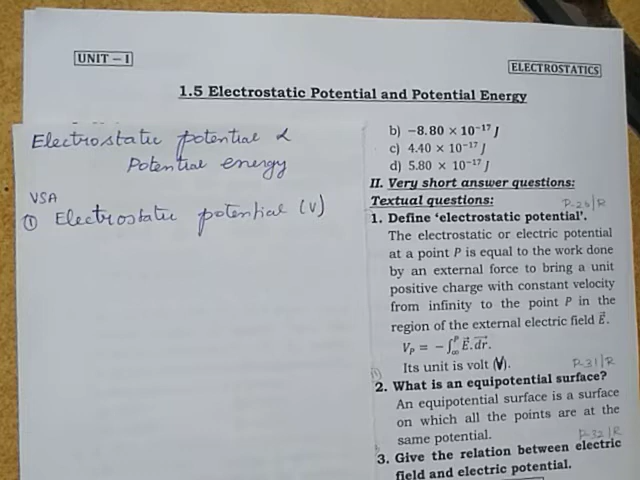 UNIT – I
ELECTROSTATICS
1.5 Electrostatic Potential and Potential Energy
Electrostatic potential &
Potential energy
VSA
① Electrostatic potential (V)
b) −8.80 × 10⁻¹⁷ J
c) 4.40 × 10⁻¹⁷ J
d) 5.80 × 10⁻¹⁷ J
II. Very short answer questions:
Textual questions:
P-26/R
1. Define ‘electrostatic potential’.
The electrostatic or electric potential
at a point P is equal to the work done
by an external force to bring a unit
positive charge with constant velocity
from infinity to the point P in the
region of the external electric field E⃗.
V_P = − ∫_∞^P E⃗. d⃗r.
Its unit is volt (V).
P-31/R
2. What is an equipotential surface?
An equipotential surface is a surface
on which all the points are at the
same potential.
P-32/R
3. Give the relation between electric
field and electric potential.